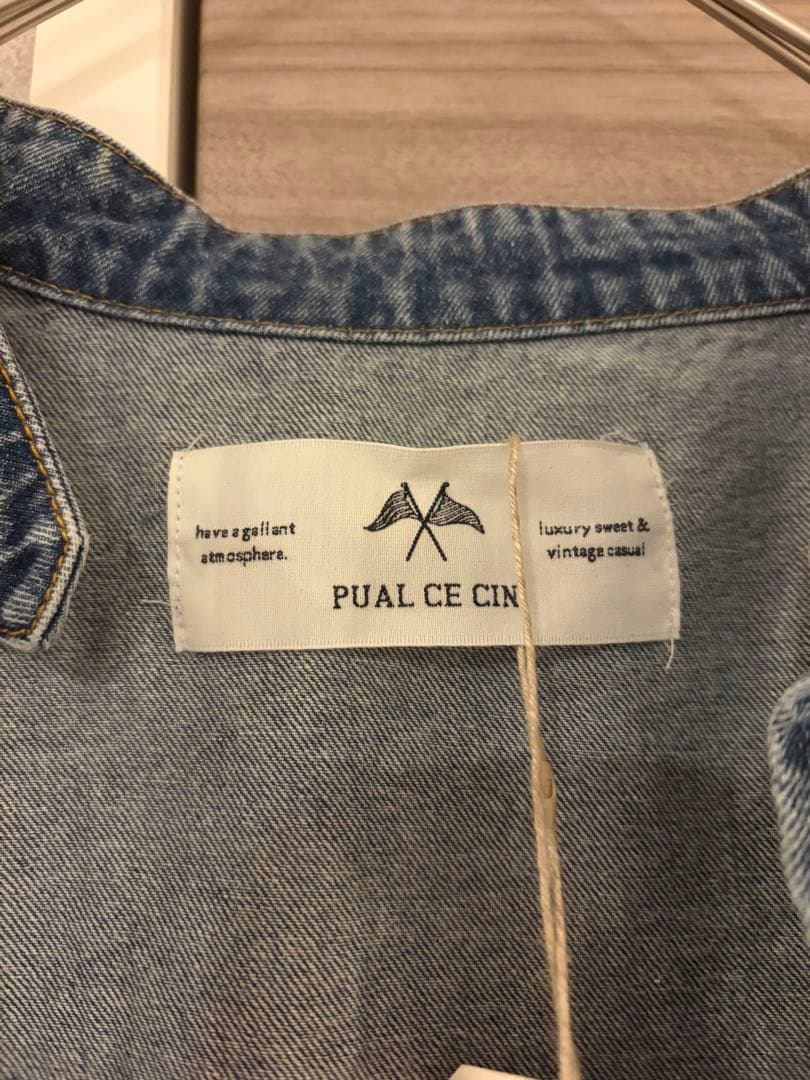 have a gallant
atmosphere.
luxury sweet &
vintage casual
PUAL CE CIN